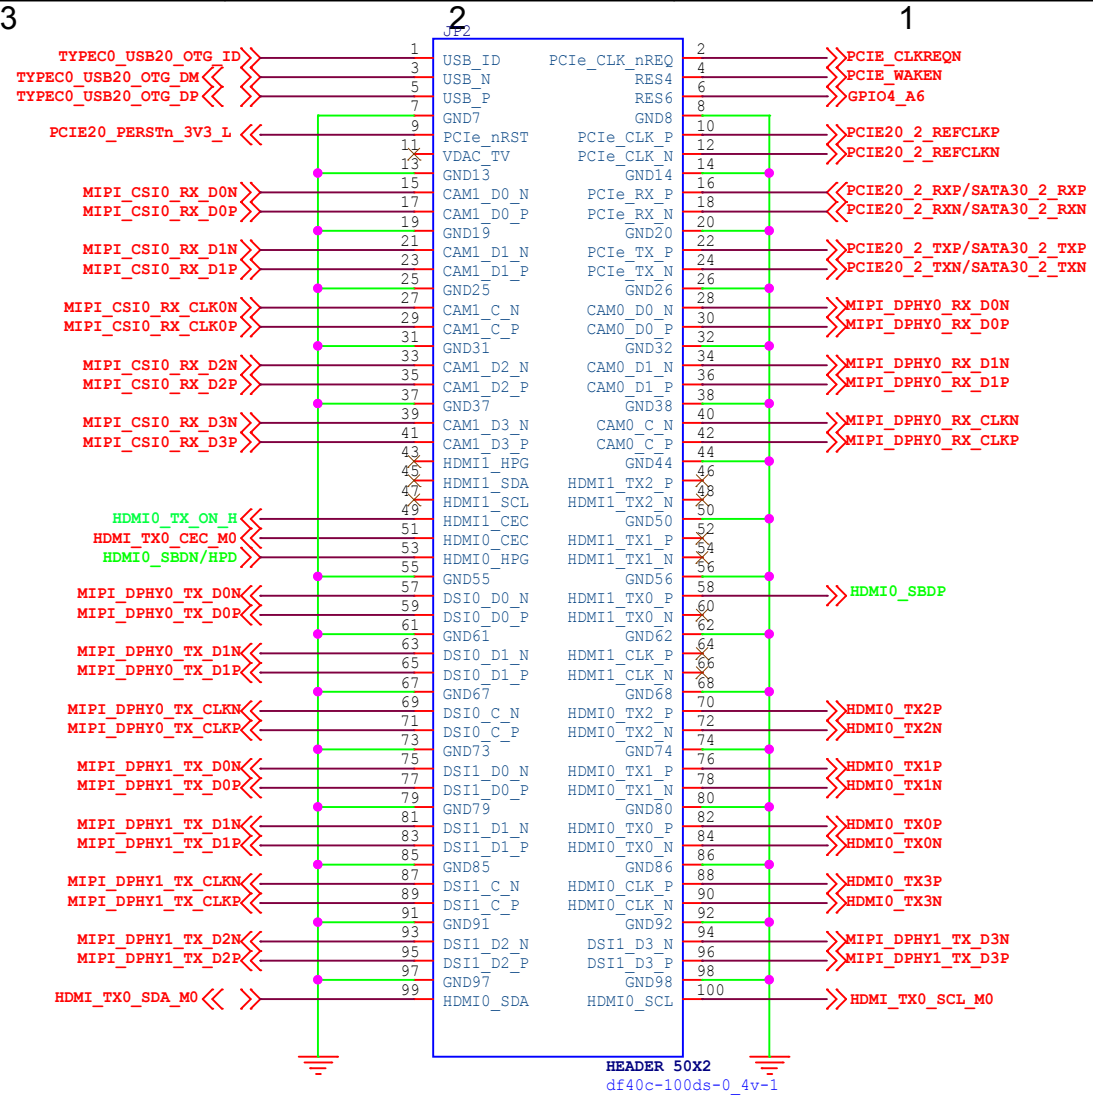 3 2 1
JP2
TYPEC0_USB20_OTG_ID 1 USB_ID PCIe_CLK_nREQ 2 PCIE_CLKREQN
TYPEC0_USB20_OTG_DM 3 USB_N RES4 4 PCIE_WAKEN
TYPEC0_USB20_OTG_DP 5 USB_P RES6 6 GPIO4_A6
7 GND7 GND8 8
PCIE20_PERSTn_3V3_L 9 PCIe_nRST PCIe_CLK_P 10 PCIE20_2_REFCLKP
11 VDAC_TV PCIe_CLK_N 12 PCIE20_2_REFCLKN
13 GND13 GND14 14
MIPI_CSI0_RX_D0N 15 CAM1_D0_N PCIe_RX_P 16 PCIE20_2_RXP/SATA30_2_RXP
MIPI_CSI0_RX_D0P 17 CAM1_D0_P PCIe_RX_N 18 PCIE20_2_RXN/SATA30_2_RXN
19 GND19 GND20 20
MIPI_CSI0_RX_D1N 21 CAM1_D1_N PCIe_TX_P 22 PCIE20_2_TXP/SATA30_2_TXP
MIPI_CSI0_RX_D1P 23 CAM1_D1_P PCIe_TX_N 24 PCIE20_2_TXN/SATA30_2_TXN
25 GND25 GND26 26
MIPI_CSI0_RX_CLK0N 27 CAM1_C_N CAM0_D0_N 28 MIPI_DPHY0_RX_D0N
MIPI_CSI0_RX_CLK0P 29 CAM1_C_P CAM0_D0_P 30 MIPI_DPHY0_RX_D0P
31 GND31 GND32 32
MIPI_CSI0_RX_D2N 33 CAM1_D2_N CAM0_D1_N 34 MIPI_DPHY0_RX_D1N
MIPI_CSI0_RX_D2P 35 CAM1_D2_P CAM0_D1_P 36 MIPI_DPHY0_RX_D1P
37 GND37 GND38 38
MIPI_CSI0_RX_D3N 39 CAM1_D3_N CAM0_C_N 40 MIPI_DPHY0_RX_CLKN
MIPI_CSI0_RX_D3P 41 CAM1_D3_P CAM0_C_P 42 MIPI_DPHY0_RX_CLKP
43 HDMI1_HPG GND44 44
45 HDMI1_SDA HDMI1_TX2_P 46
47 HDMI1_SCL HDMI1_TX2_N 48
HDMI0_TX_ON_H 49 HDMI1_CEC GND50 50
HDMI_TX0_CEC_M0 51 HDMI0_CEC HDMI1_TX1_P 52
HDMI0_SBDN/HPD 53 HDMI0_HPG HDMI1_TX1_N 54
55 GND55 GND56 56
MIPI_DPHY0_TX_D0N 57 DSI0_D0_N HDMI1_TX0_P 58 HDMI0_SBDP
MIPI_DPHY0_TX_D0P 59 DSI0_D0_P HDMI1_TX0_N 60
61 GND61 GND62 62
MIPI_DPHY0_TX_D1N 63 DSI0_D1_N HDMI1_CLK_P 64
MIPI_DPHY0_TX_D1P 65 DSI0_D1_P HDMI1_CLK_N 66
67 GND67 GND68 68
MIPI_DPHY0_TX_CLKN 69 DSI0_C_N HDMI0_TX2_P 70 HDMI0_TX2P
MIPI_DPHY0_TX_CLKP 71 DSI0_C_P HDMI0_TX2_N 72 HDMI0_TX2N
73 GND73 GND74 74
MIPI_DPHY1_TX_D0N 75 DSI1_D0_N HDMI0_TX1_P 76 HDMI0_TX1P
MIPI_DPHY1_TX_D0P 77 DSI1_D0_P HDMI0_TX1_N 78 HDMI0_TX1N
79 GND79 GND80 80
MIPI_DPHY1_TX_D1N 81 DSI1_D1_N HDMI0_TX0_P 82 HDMI0_TX0P
MIPI_DPHY1_TX_D1P 83 DSI1_D1_P HDMI0_TX0_N 84 HDMI0_TX0N
85 GND85 GND86 86
MIPI_DPHY1_TX_CLKN 87 DSI1_C_N HDMI0_CLK_P 88 HDMI0_TX3P
MIPI_DPHY1_TX_CLKP 89 DSI1_C_P HDMI0_CLK_N 90 HDMI0_TX3N
91 GND91 GND92 92
MIPI_DPHY1_TX_D2N 93 DSI1_D2_N DSI1_D3_N 94 MIPI_DPHY1_TX_D3N
MIPI_DPHY1_TX_D2P 95 DSI1_D2_P DSI1_D3_P 96 MIPI_DPHY1_TX_D3P
97 GND97 GND98 98
HDMI_TX0_SDA_M0 99 HDMI0_SDA HDMI0_SCL 100 HDMI_TX0_SCL_M0
HEADER 50X2
df40c-100ds-0_4v-1